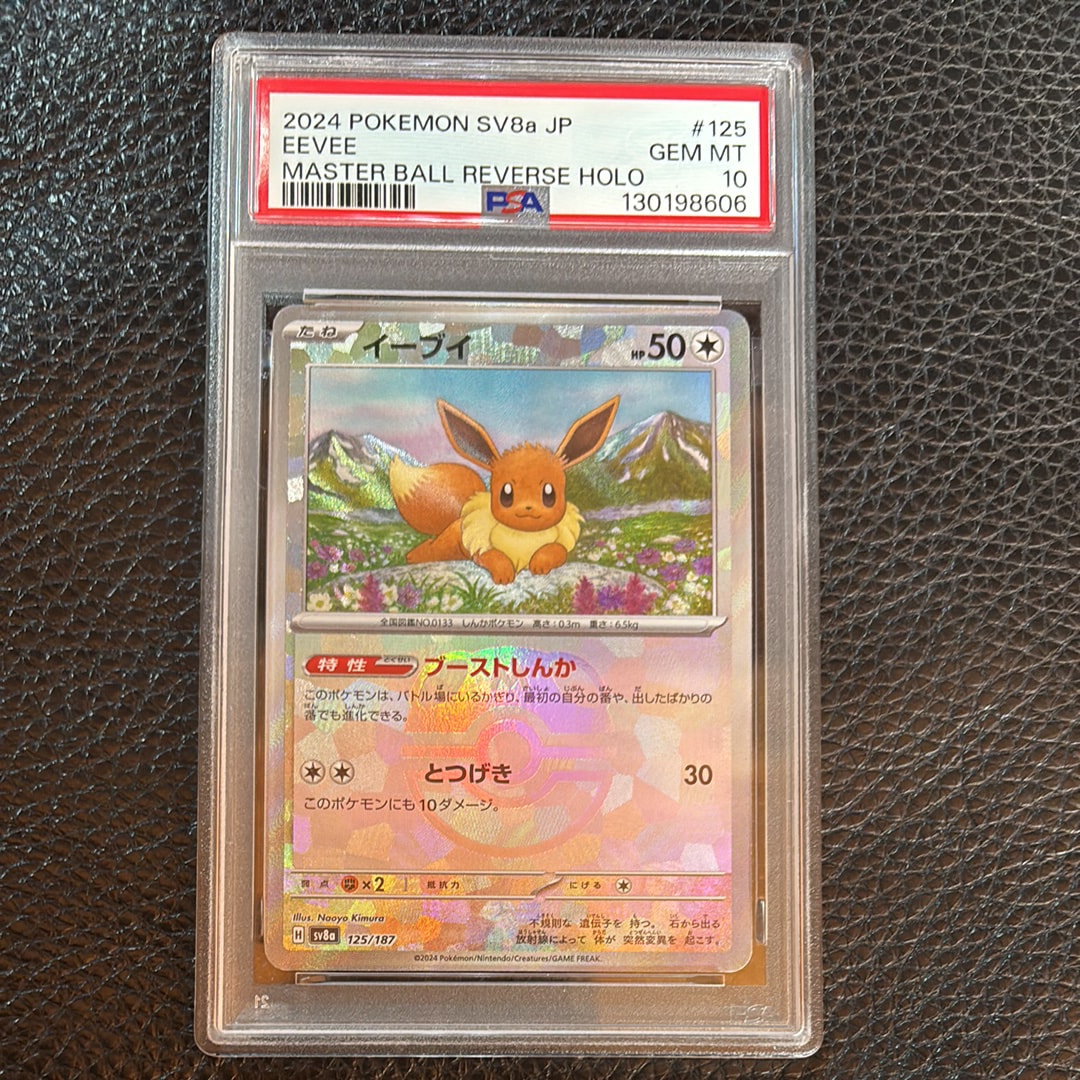 2024 POKEMON SV8a JP #125
EEVEE GEM MT
MASTER BALL REVERSE HOLO 10
PSA 130198606
たね イーブイ HP 50
全国図鑑NO.0133 しんかポケモン 高さ:0.3m 重さ:6.5kg
特性 とくせい ブーストしんか
このポケモンは、バトル場にいるかぎり、最初の自分の番や、出したばかりの
番でも進化できる。
とつげき 30
このポケモンにも10ダメージ。
弱点 ×2 抵抗力 にげる
Illus. Naoyo Kimura
不規則な 遺伝子を 持つ。 石から出る
H sv8a 125/187
放射線によって 体が 突然変異を 起こす。
©2024 Pokémon/Nintendo/Creatures/GAME FREAK.